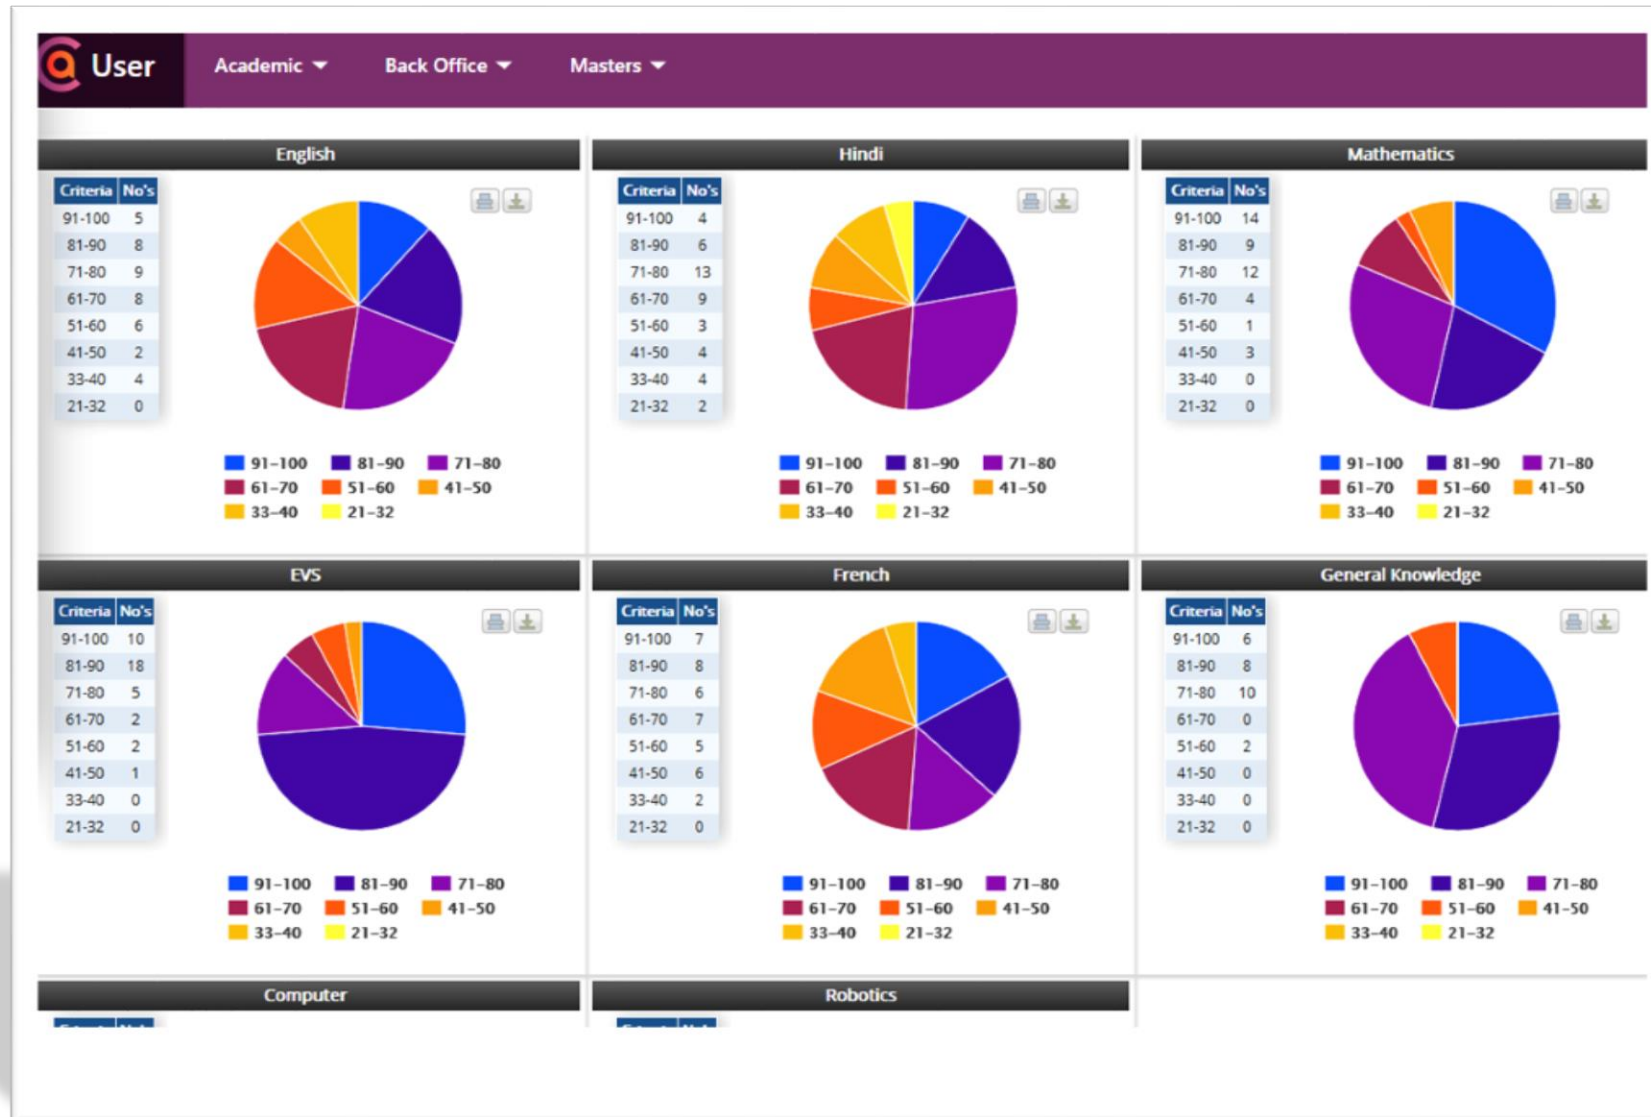 User Academic Back Office Masters
English
Criteria No's
91-100 5
81-90 8
71-80 9
61-70 8
51-60 6
41-50 2
33-40 4
21-32 0
91-100 81-90 71-80
61-70 51-60 41-50
33-40 21-32
Hindi
Criteria No's
91-100 4
81-90 6
71-80 13
61-70 9
51-60 3
41-50 4
33-40 4
21-32 2
91-100 81-90 71-80
61-70 51-60 41-50
33-40 21-32
Mathematics
Criteria No's
91-100 14
81-90 9
71-80 12
61-70 4
51-60 1
41-50 3
33-40 0
21-32 0
91-100 81-90 71-80
61-70 51-60 41-50
33-40 21-32
EVS
Criteria No's
91-100 10
81-90 18
71-80 5
61-70 2
51-60 2
41-50 1
33-40 0
21-32 0
91-100 81-90 71-80
61-70 51-60 41-50
33-40 21-32
French
Criteria No's
91-100 7
81-90 8
71-80 6
61-70 7
51-60 5
41-50 6
33-40 2
21-32 0
91-100 81-90 71-80
61-70 51-60 41-50
33-40 21-32
General Knowledge
Criteria No's
91-100 6
81-90 8
71-80 10
61-70 0
51-60 2
41-50 0
33-40 0
21-32 0
91-100 81-90 71-80
61-70 51-60 41-50
33-40 21-32
Computer
Robotics